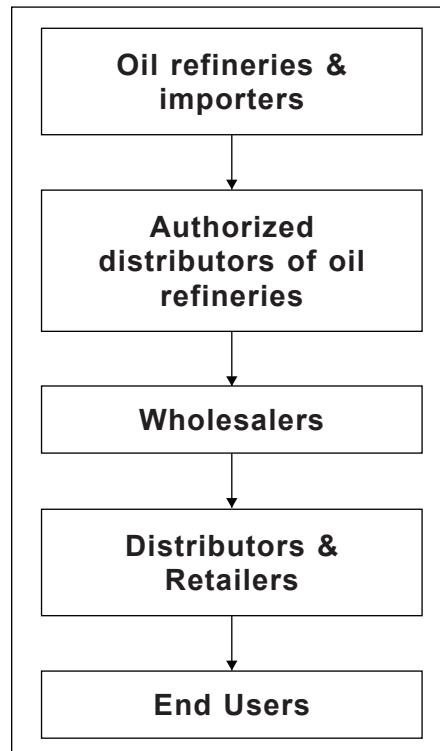 Oil refineries &
importers
Authorized
distributors of oil
refineries
Wholesalers
Distributors &
Retailers
End Users